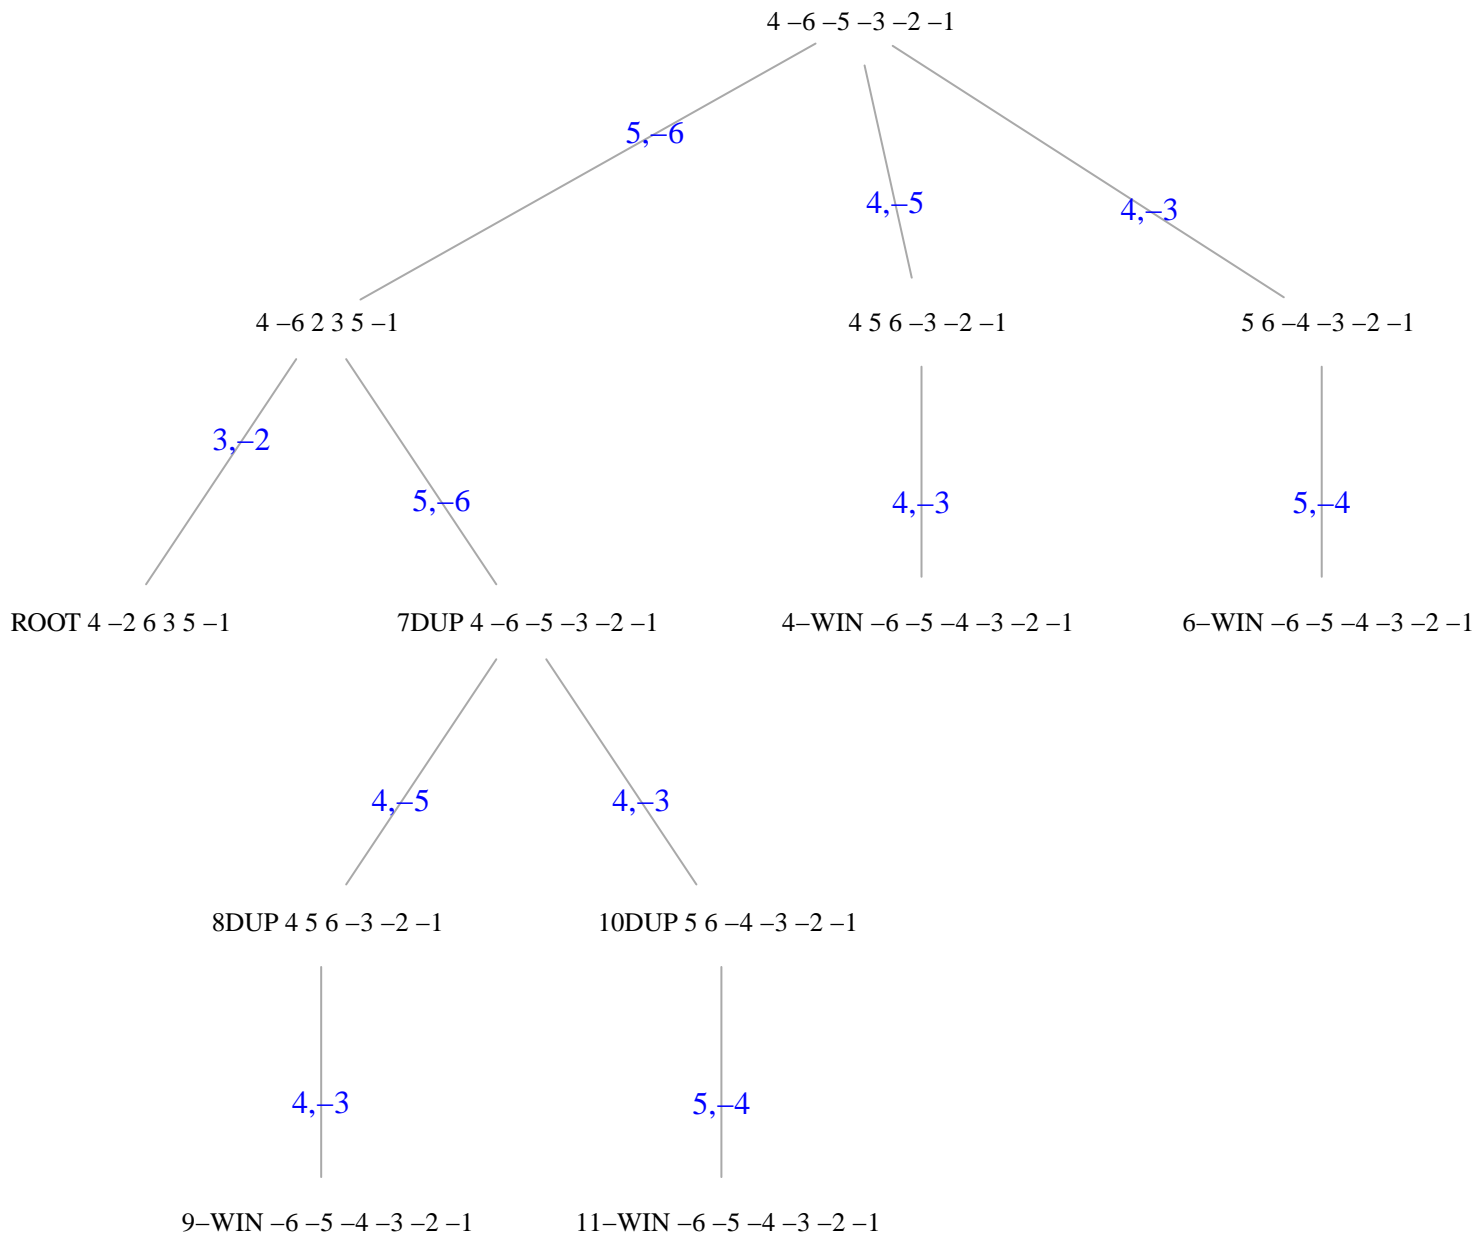 4 –6 –5 –3 –2 –1
5,–6
4,–5
4,–3
4 –6 2 3 5 –1
4 5 6 –3 –2 –1
5 6 –4 –3 –2 –1
3,–2
5,–6
4,–3
5,–4
ROOT 4 –2 6 3 5 –1
7DUP 4 –6 –5 –3 –2 –1
4–WIN –6 –5 –4 –3 –2 –1
6–WIN –6 –5 –4 –3 –2 –1
4,–5
4,–3
8DUP 4 5 6 –3 –2 –1
10DUP 5 6 –4 –3 –2 –1
4,–3
5,–4
9–WIN –6 –5 –4 –3 –2 –1
11–WIN –6 –5 –4 –3 –2 –1